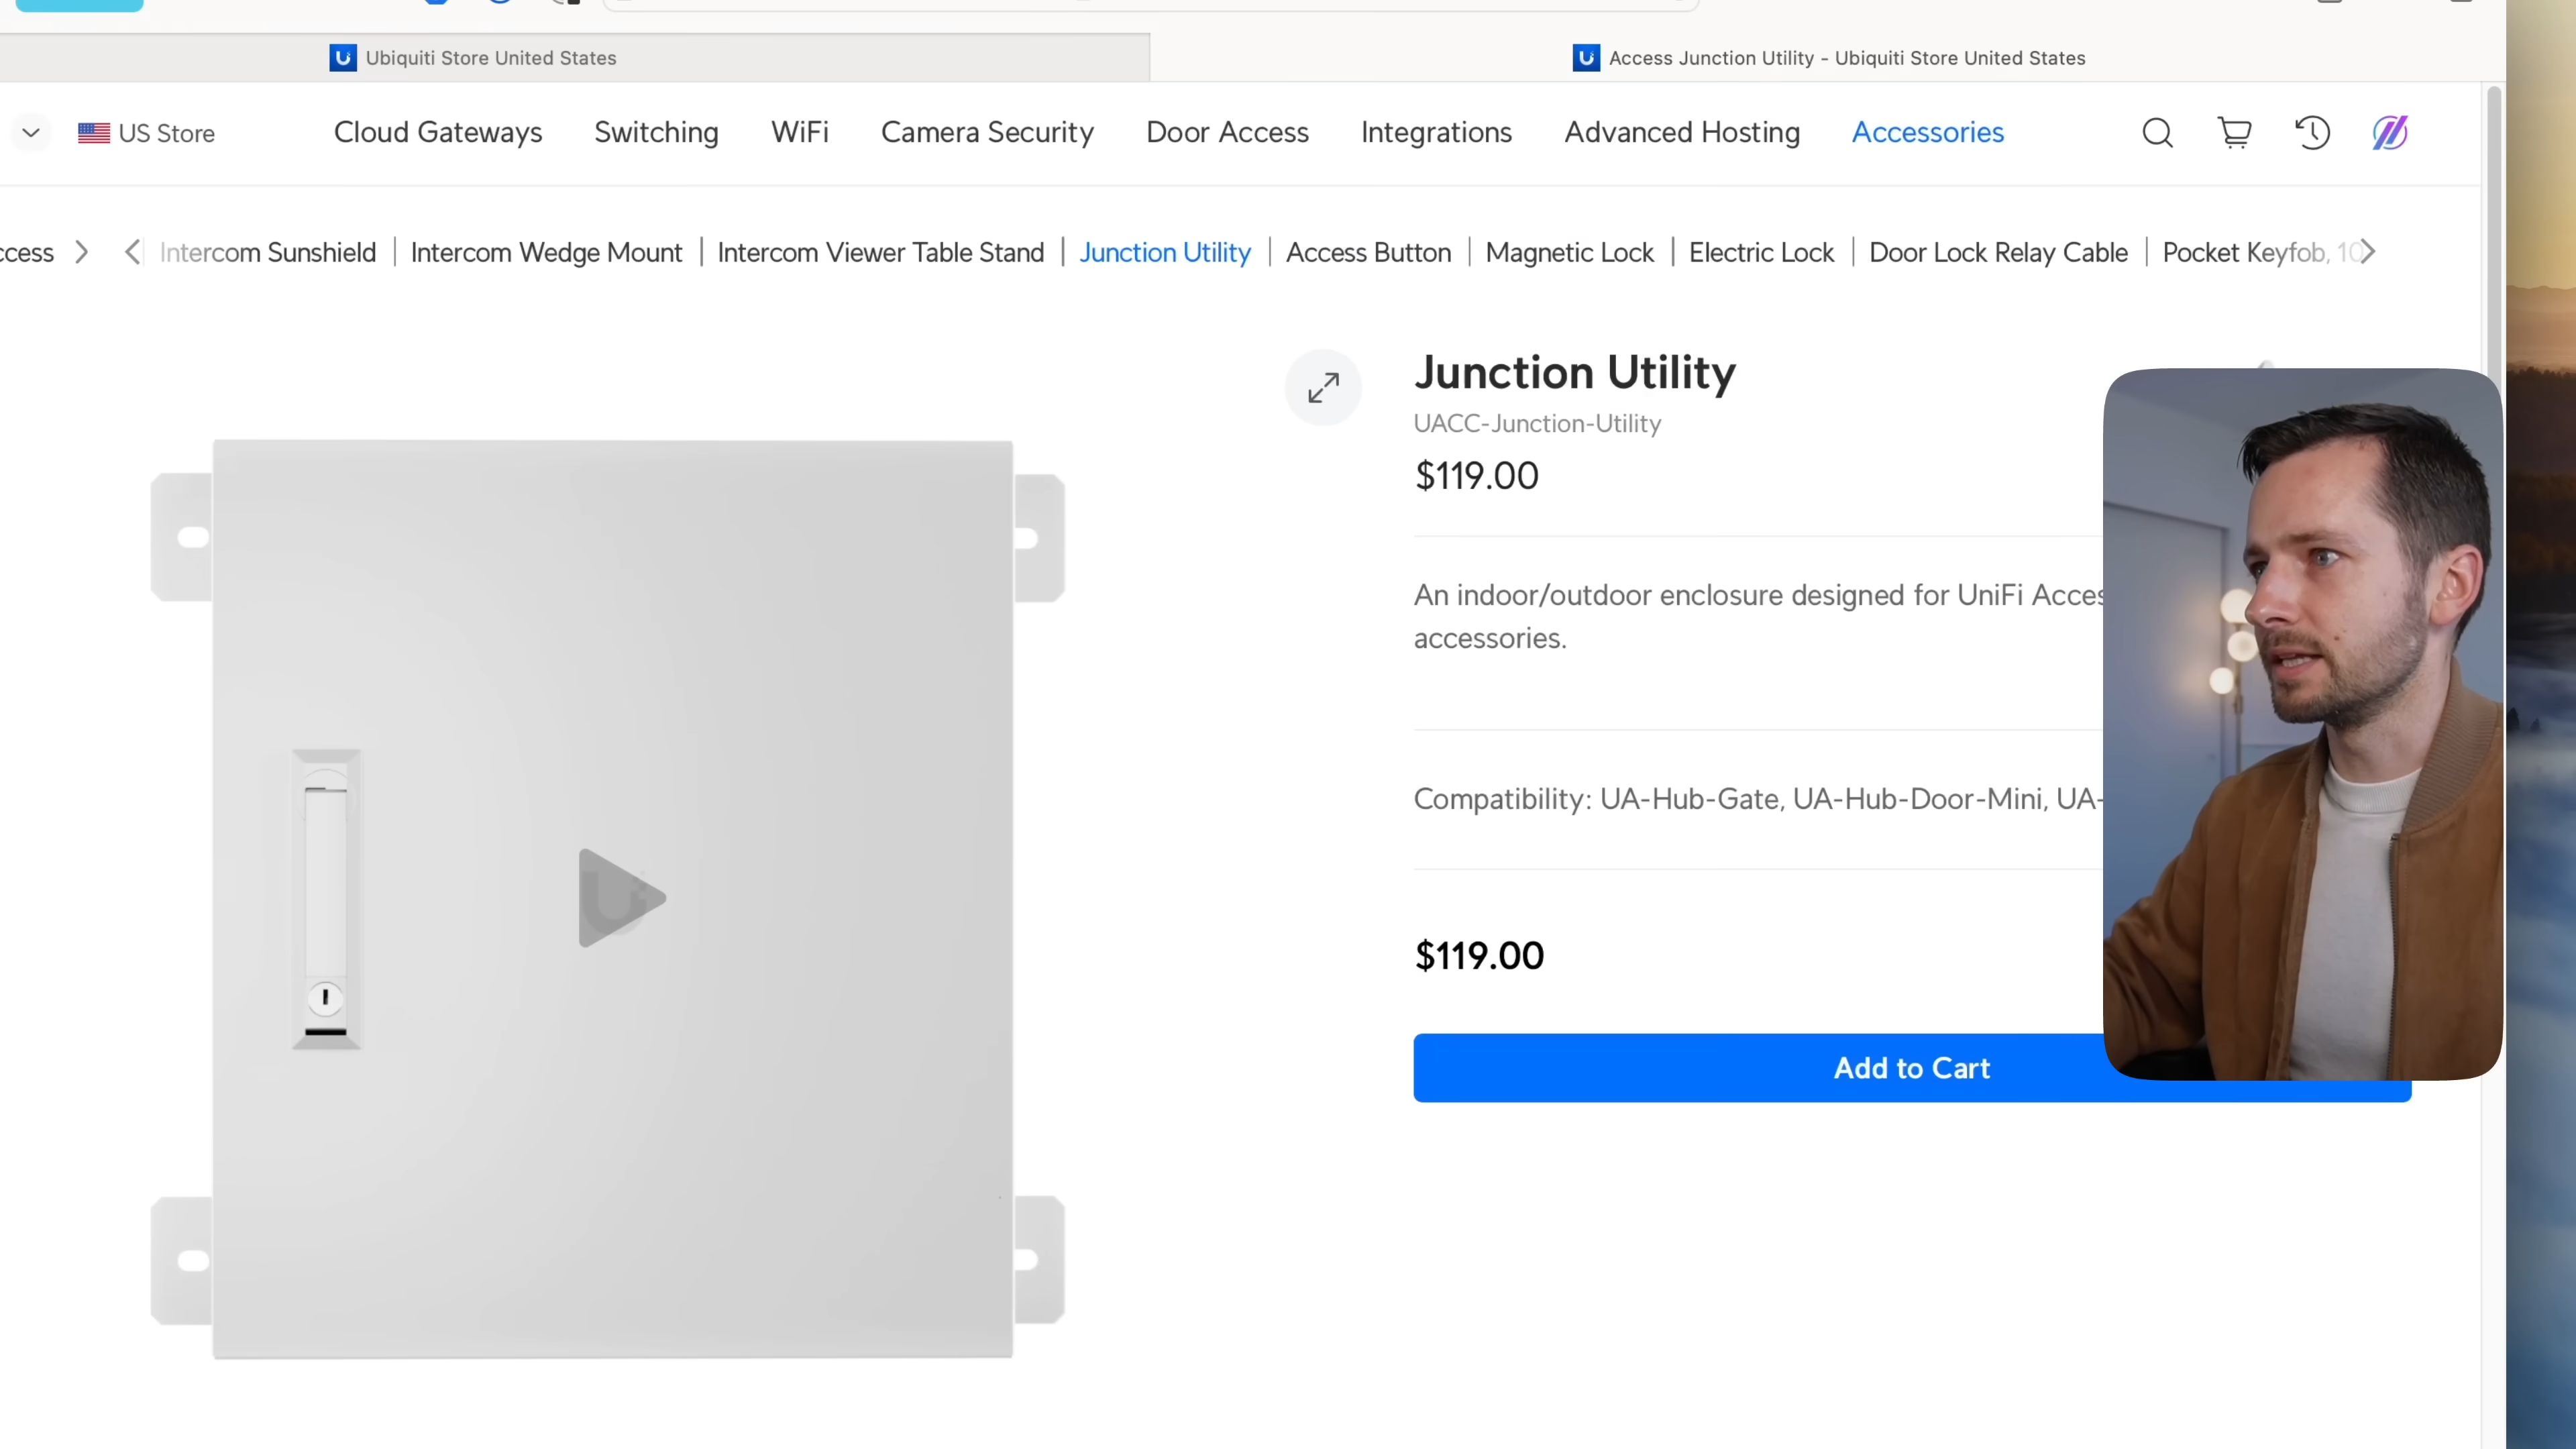 Ubiquiti Store United States
Access Junction Utility - Ubiquiti Store United States
US Store
Cloud Gateways
Switching
WiFi
Camera Security
Door Access
Integrations
Advanced Hosting
Accessories
Intercom Sunshield
Intercom Wedge Mount
Intercom Viewer Table Stand
Junction Utility
Access Button
Magnetic Lock
Electric Lock
Door Lock Relay Cable
Pocket Keyfob, 10
Junction Utility
UACC-Junction-Utility
$119.00
An indoor/outdoor enclosure designed for UniFi
accessories.
Compatibility: UA-Hub-Gate, UA-Hub-Door-Mini, UA-
$119.00
Add to Cart